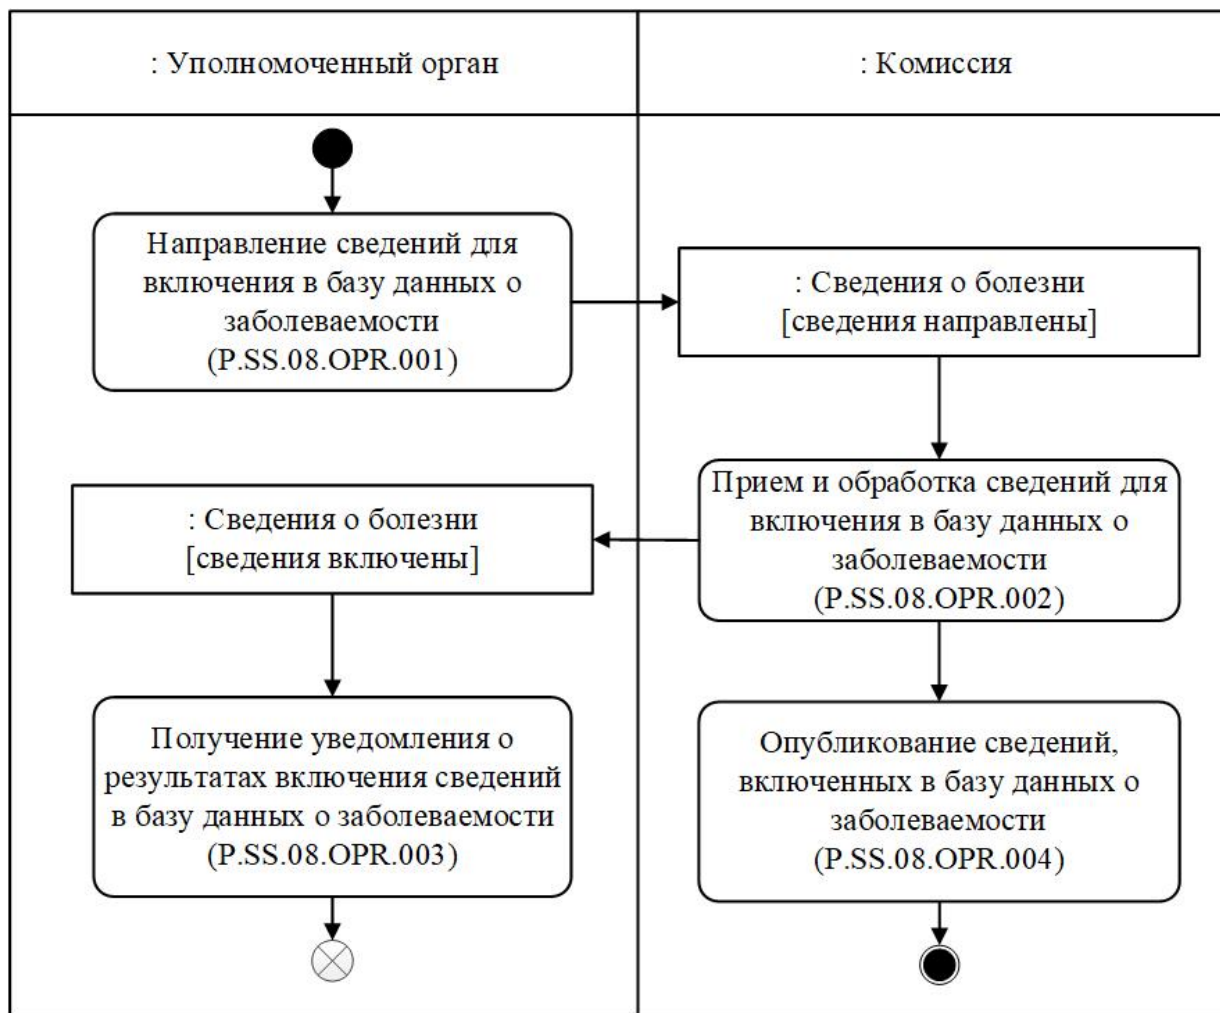 : Уполномоченный орган
: Комиссия
Направление сведений для
включения в базу данных о
заболеваемости
(P.SS.08.OPR.001)
: Сведения о болезни
[сведения направлены]
Прием и обработка сведений для
включения в базу данных о
заболеваемости
(P.SS.08.OPR.002)
: Сведения о болезни
[сведения включены]
Получение уведомления о
результатах включения сведений
в базу данных о заболеваемости
(P.SS.08.OPR.003)
Опубликование сведений,
включенных в базу данных о
заболеваемости
(P.SS.08.OPR.004)